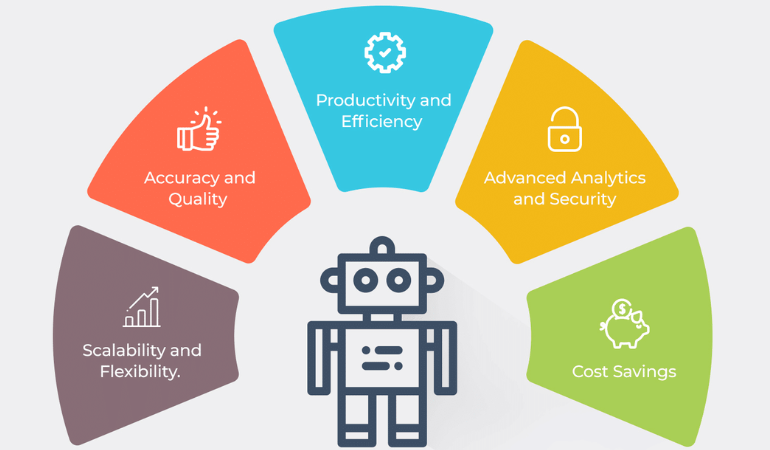 Productivity and
Efficiency
Accuracy and
Quality
Advanced Analytics
and Security
Scalability and
Flexibility.
$
Cost Savings